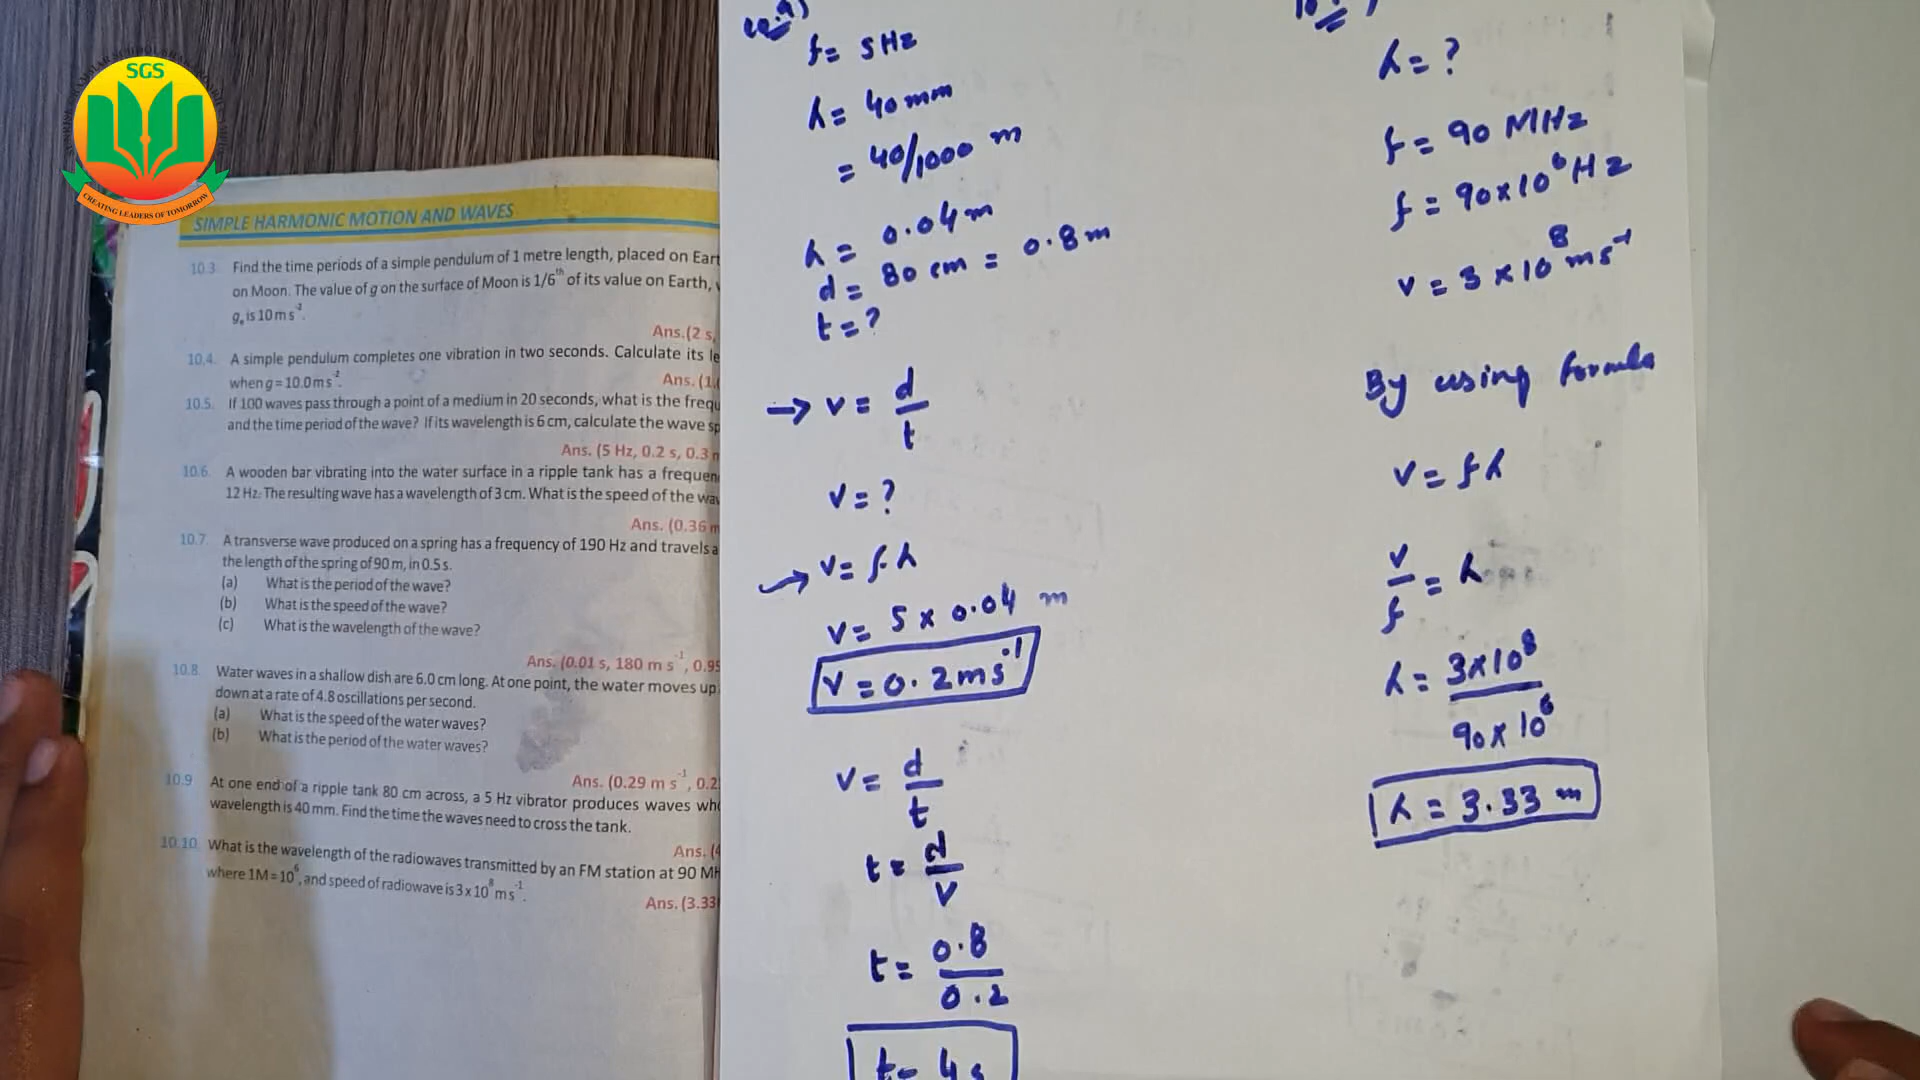 SGS
CREATING LEADERS OF TOMORROW
SIMPLE HARMONIC MOTION AND WAVES
10.3 Find the time periods of a simple pendulum of 1 metre length, placed on Eart
on Moon. The value of g on the surface of Moon is 1/6th of its value on Earth,
gₑ is 10 m s⁻².
Ans.(2 s,
10.4. A simple pendulum completes one vibration in two seconds. Calculate its le
when g = 10.0 m s⁻².
Ans. (1.
10.5. If 100 waves pass through a point of a medium in 20 seconds, what is the frequ
and the time period of the wave? If its wavelength is 6 cm, calculate the wave sp
Ans. (5 Hz, 0.2 s, 0.3
10.6. A wooden bar vibrating into the water surface in a ripple tank has a frequen
12 Hz. The resulting wave has a wavelength of 3 cm. What is the speed of the wav
Ans. (0.36 m
10.7. A transverse wave produced on a spring has a frequency of 190 Hz and travels a
the length of the spring of 90 m, in 0.5 s.
(a) What is the period of the wave?
(b) What is the speed of the wave?
(c) What is the wavelength of the wave?
Ans. (0.01 s, 180 m s⁻¹, 0.95
10.8. Water waves in a shallow dish are 6.0 cm long. At one point, the water moves up
down at a rate of 4.8 oscillations per second.
(a) What is the speed of the water waves?
(b) What is the period of the water waves?
Ans. (0.29 m s⁻¹, 0.2
10.9 At one end of a ripple tank 80 cm across, a 5 Hz vibrator produces waves who
wavelength is 40 mm. Find the time the waves need to cross the tank.
Ans. (4
10.10. What is the wavelength of the radiowaves transmitted by an FM station at 90 MH
where 1M = 10⁶, and speed of radiowave is 3 x 10⁸ m s⁻¹.
Ans. (3.33
10.9)
f = 5Hz
λ = 40 mm
= 40/1000 m
λ = 0.04 m
d = 80 cm = 0.8 m
t = ?
→ v = d/t
v = ?
→ v = f λ
v = 5 x 0.04 m
v = 0.2 ms⁻¹
v = d/t
t = d/v
t = 0.8/0.2
t = 4s
λ = ?
f = 90 MHz
f = 90 x 10⁶ Hz
v = 3 x 10⁸ ms⁻¹
By using formula
v = f λ
v/f = λ
λ = 3x10⁸/90 x 10⁶
λ = 3.33 m